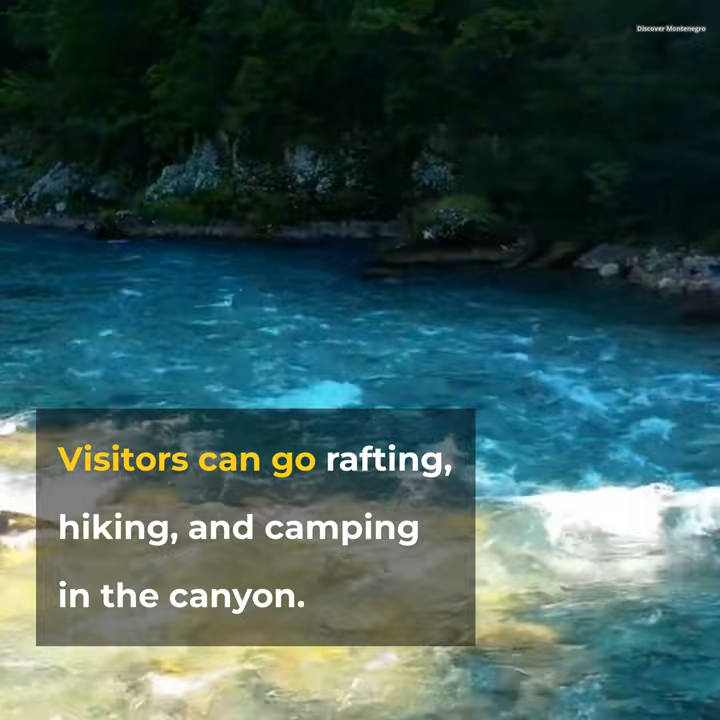 Discover Montenegro
Visitors can go rafting,
hiking, and camping
in the canyon.